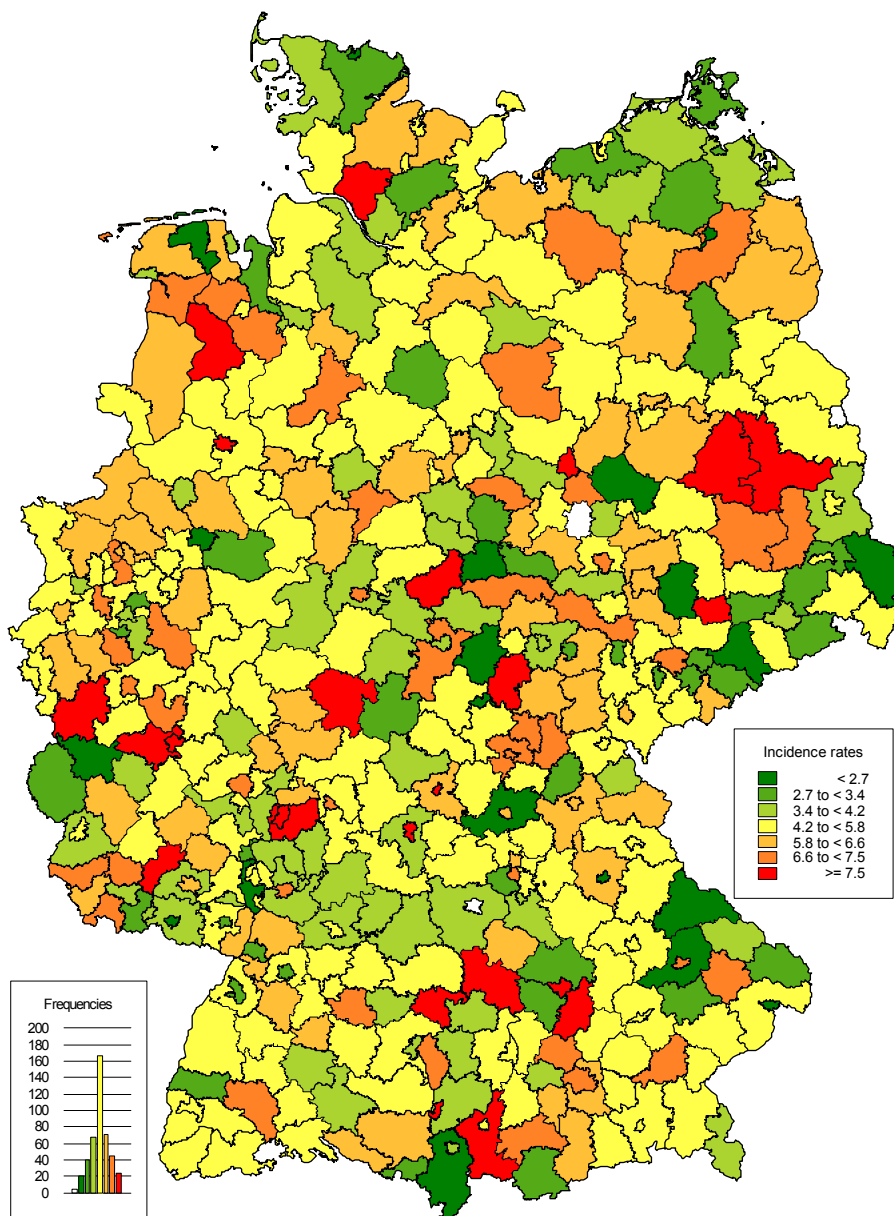 Incidence rates
< 2.7
2.7 to < 3.4
3.4 to < 4.2
4.2 to < 5.8
5.8 to < 6.6
6.6 to < 7.5
>= 7.5
Frequencies
200
180
160
140
120
100
80
60
40
20
0